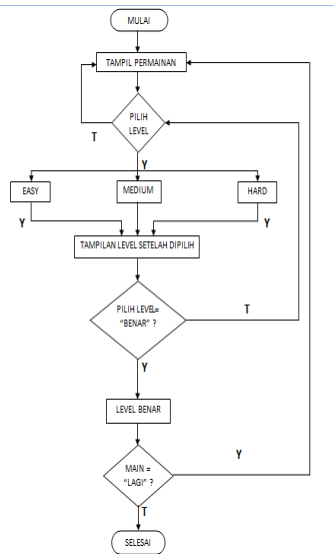 MULAI
TAMPIL PERMAINAN
PILIH
LEVEL
T
Y
EASY
MEDIUM
HARD
Y
Y
TAMPILAN LEVEL SETELAH DIPILIH
PILIH LEVEL=
"BENAR" ?
T
Y
LEVEL BENAR
MAIN =
"LAGI" ?
Y
T
SELESAI